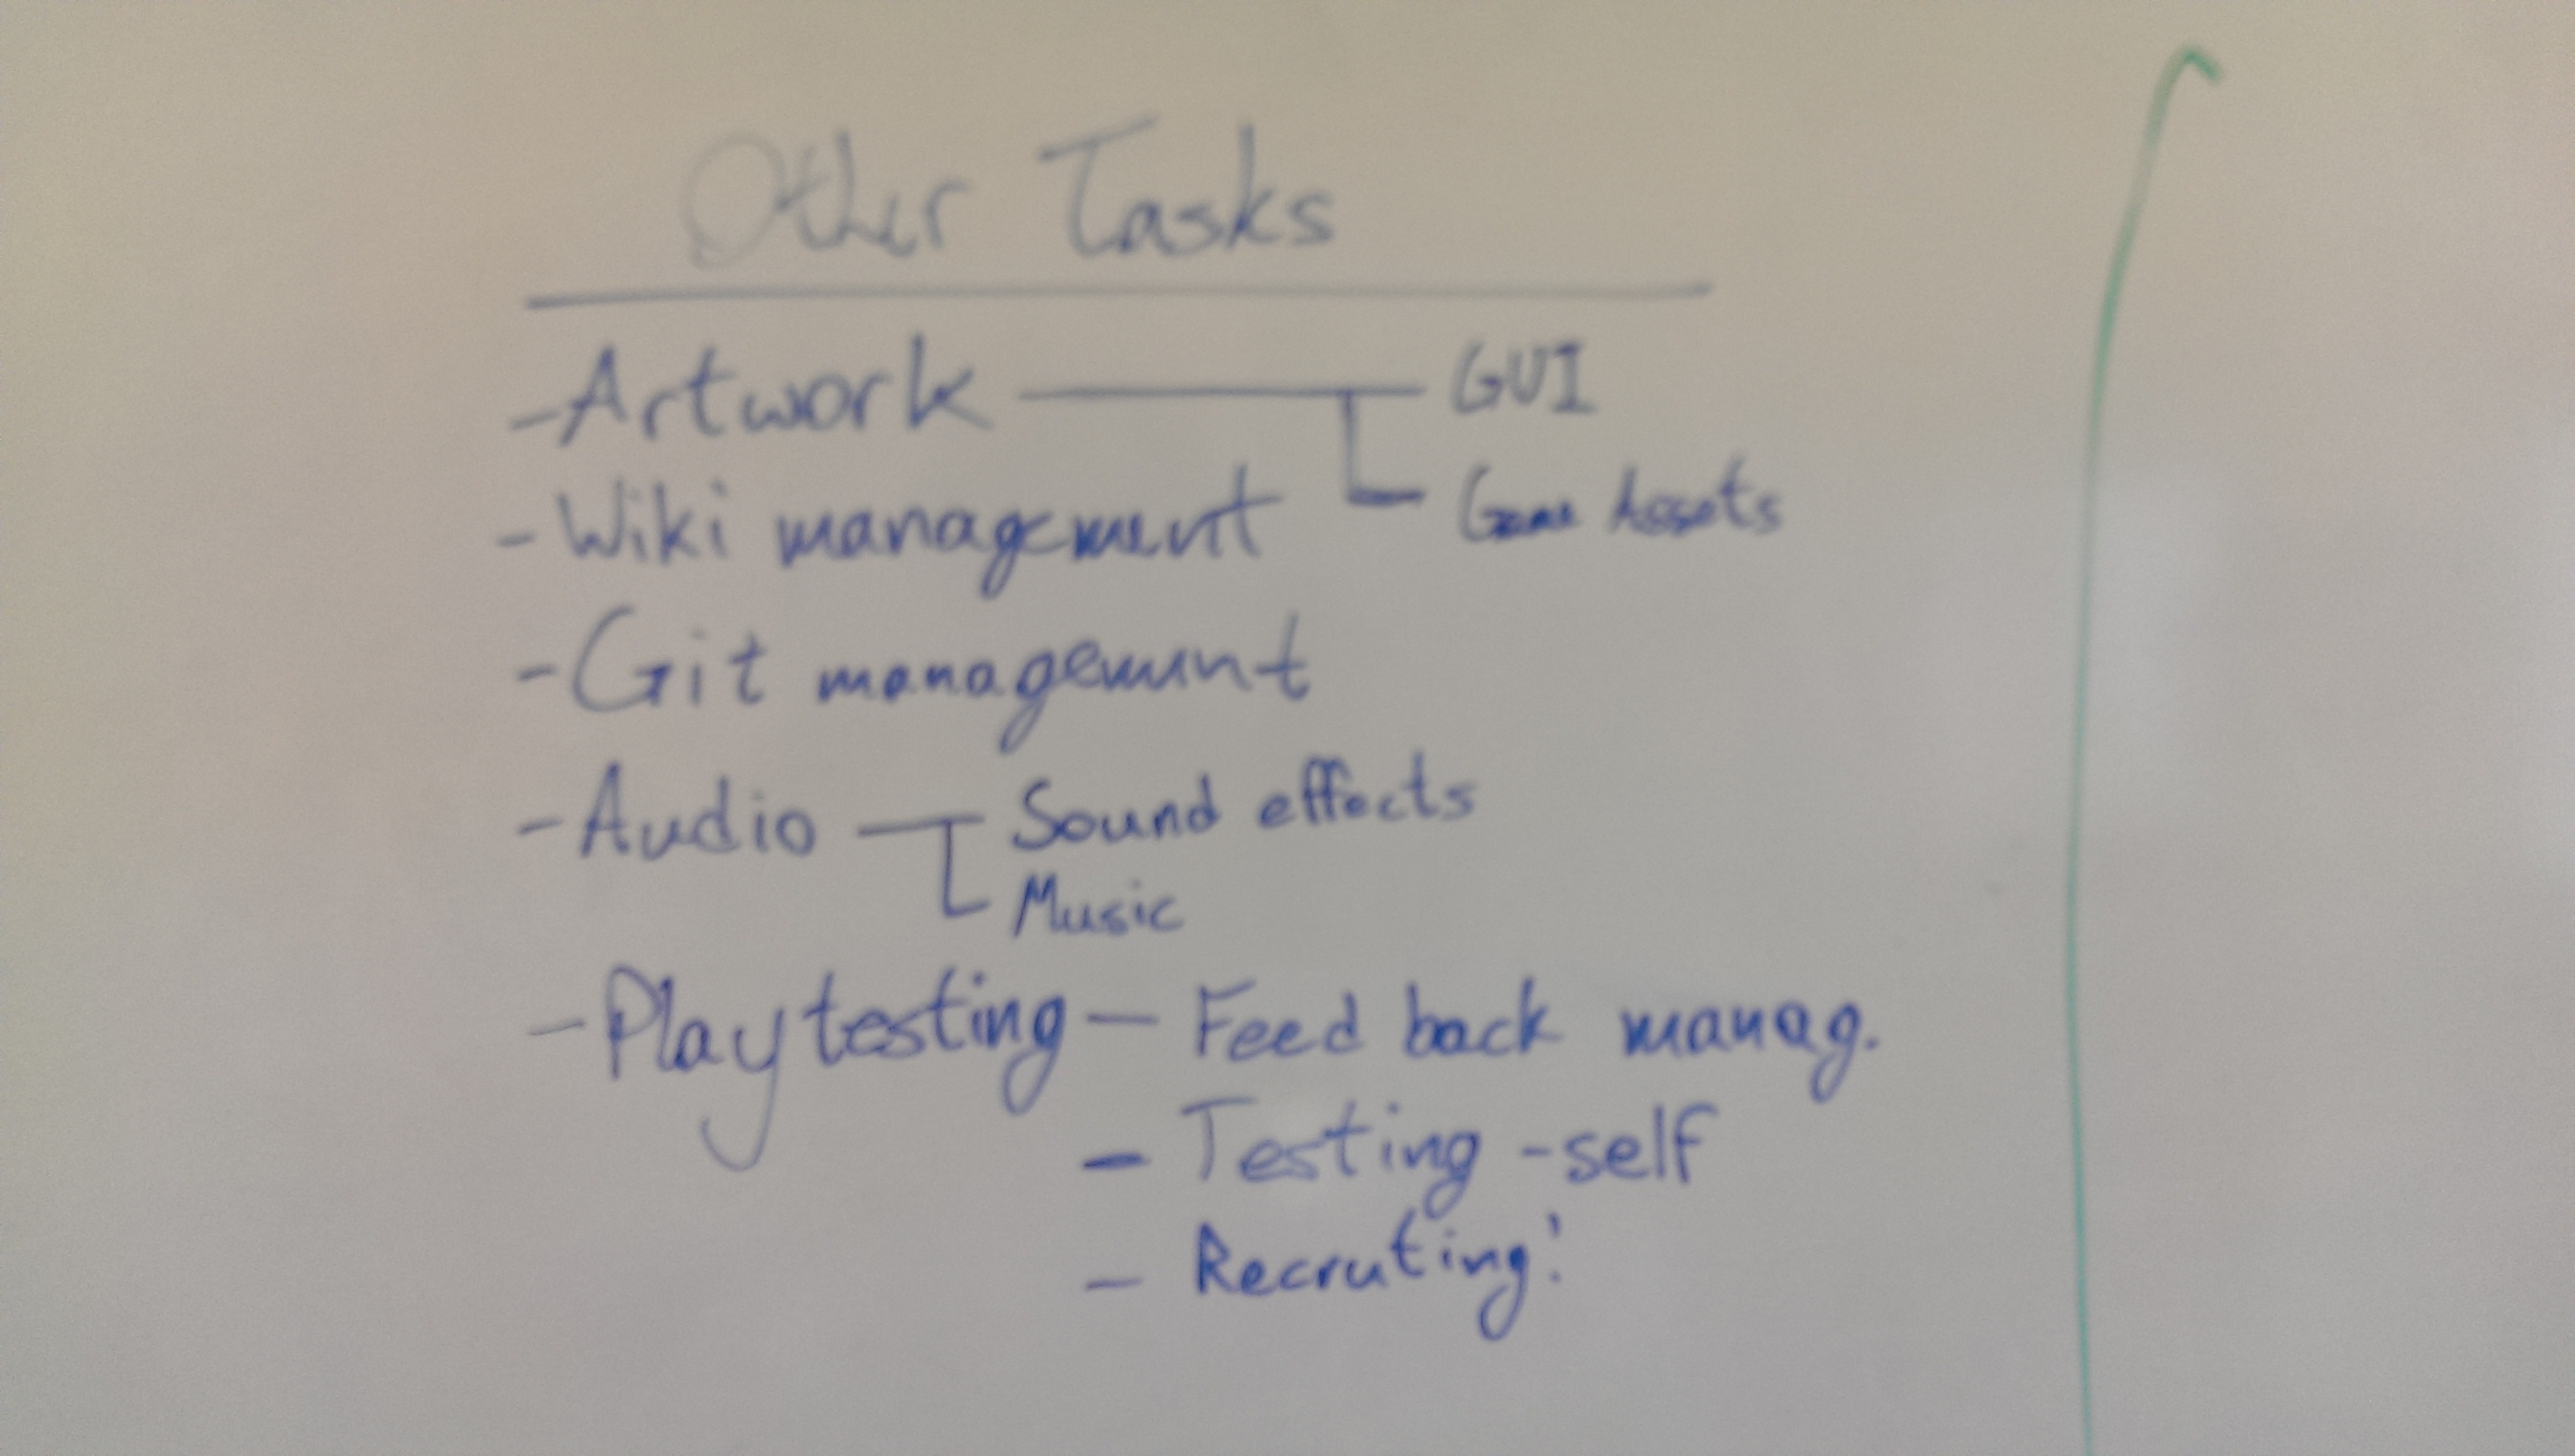 Other Tasks
- Artwork — GUI
- Game Assets
- Wiki management
- Git management
- Audio — Sound effects
Music
- Playtesting — Feed back manag.
- Testing - self
- Recruting!